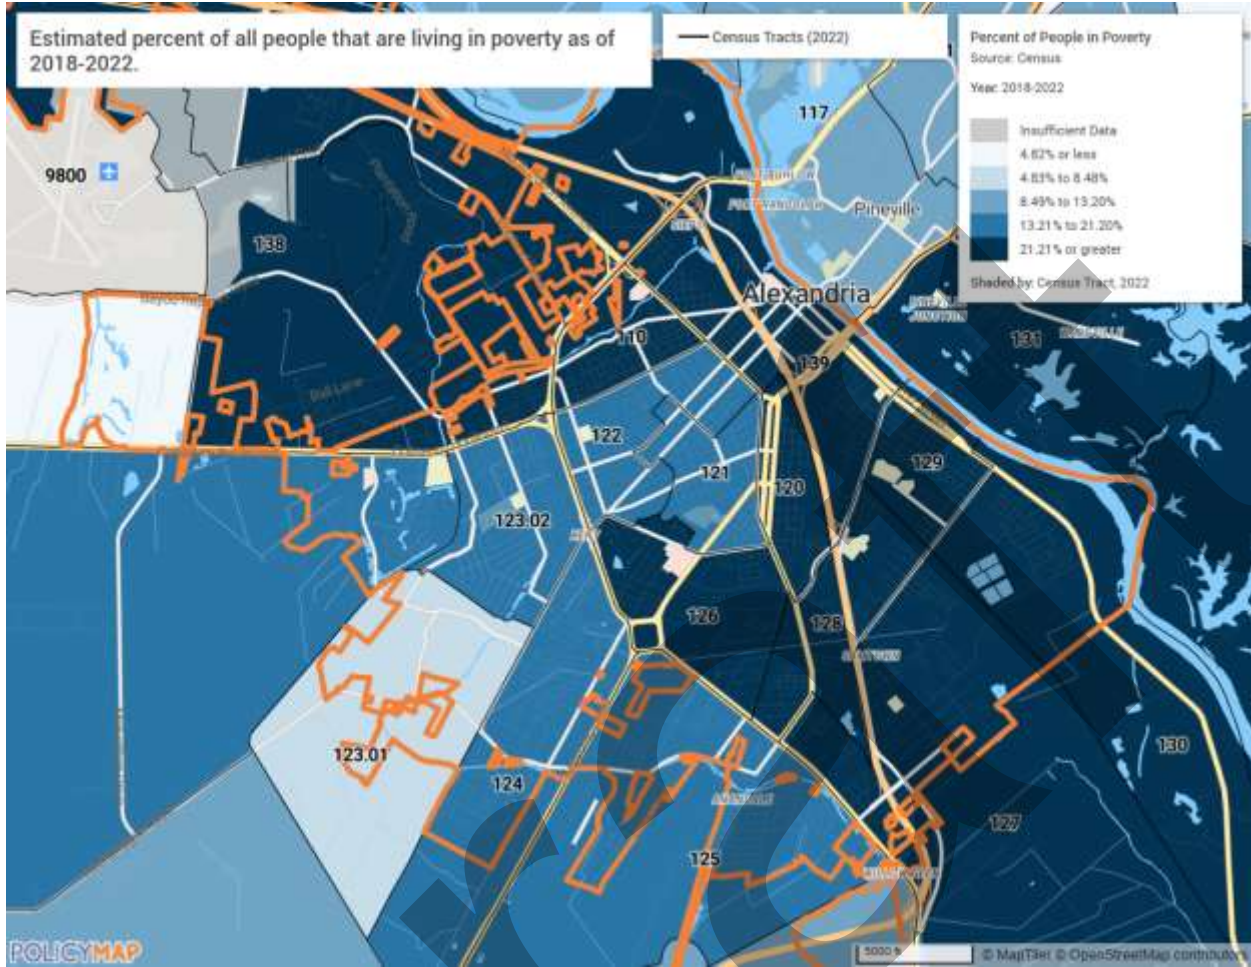 Estimated percent of all people that are living in poverty as of
2018-2022.
Census Tracts (2022)
Percent of People in Poverty
Source: Census
Year: 2018-2022
Insufficient Data
4.82% or less
4.83% to 8.48%
8.49% to 13.20%
13.21% to 21.20%
21.21% or greater
Shaded by: Census Tract, 2022
117
9800
Pineville
138
Alexandria
110
131
139
122
129
121
120
123.02
126
128
130
123.01
124
127
125
POLICYMAP
5000 ft
© MapTiler © OpenStreetMap contributors